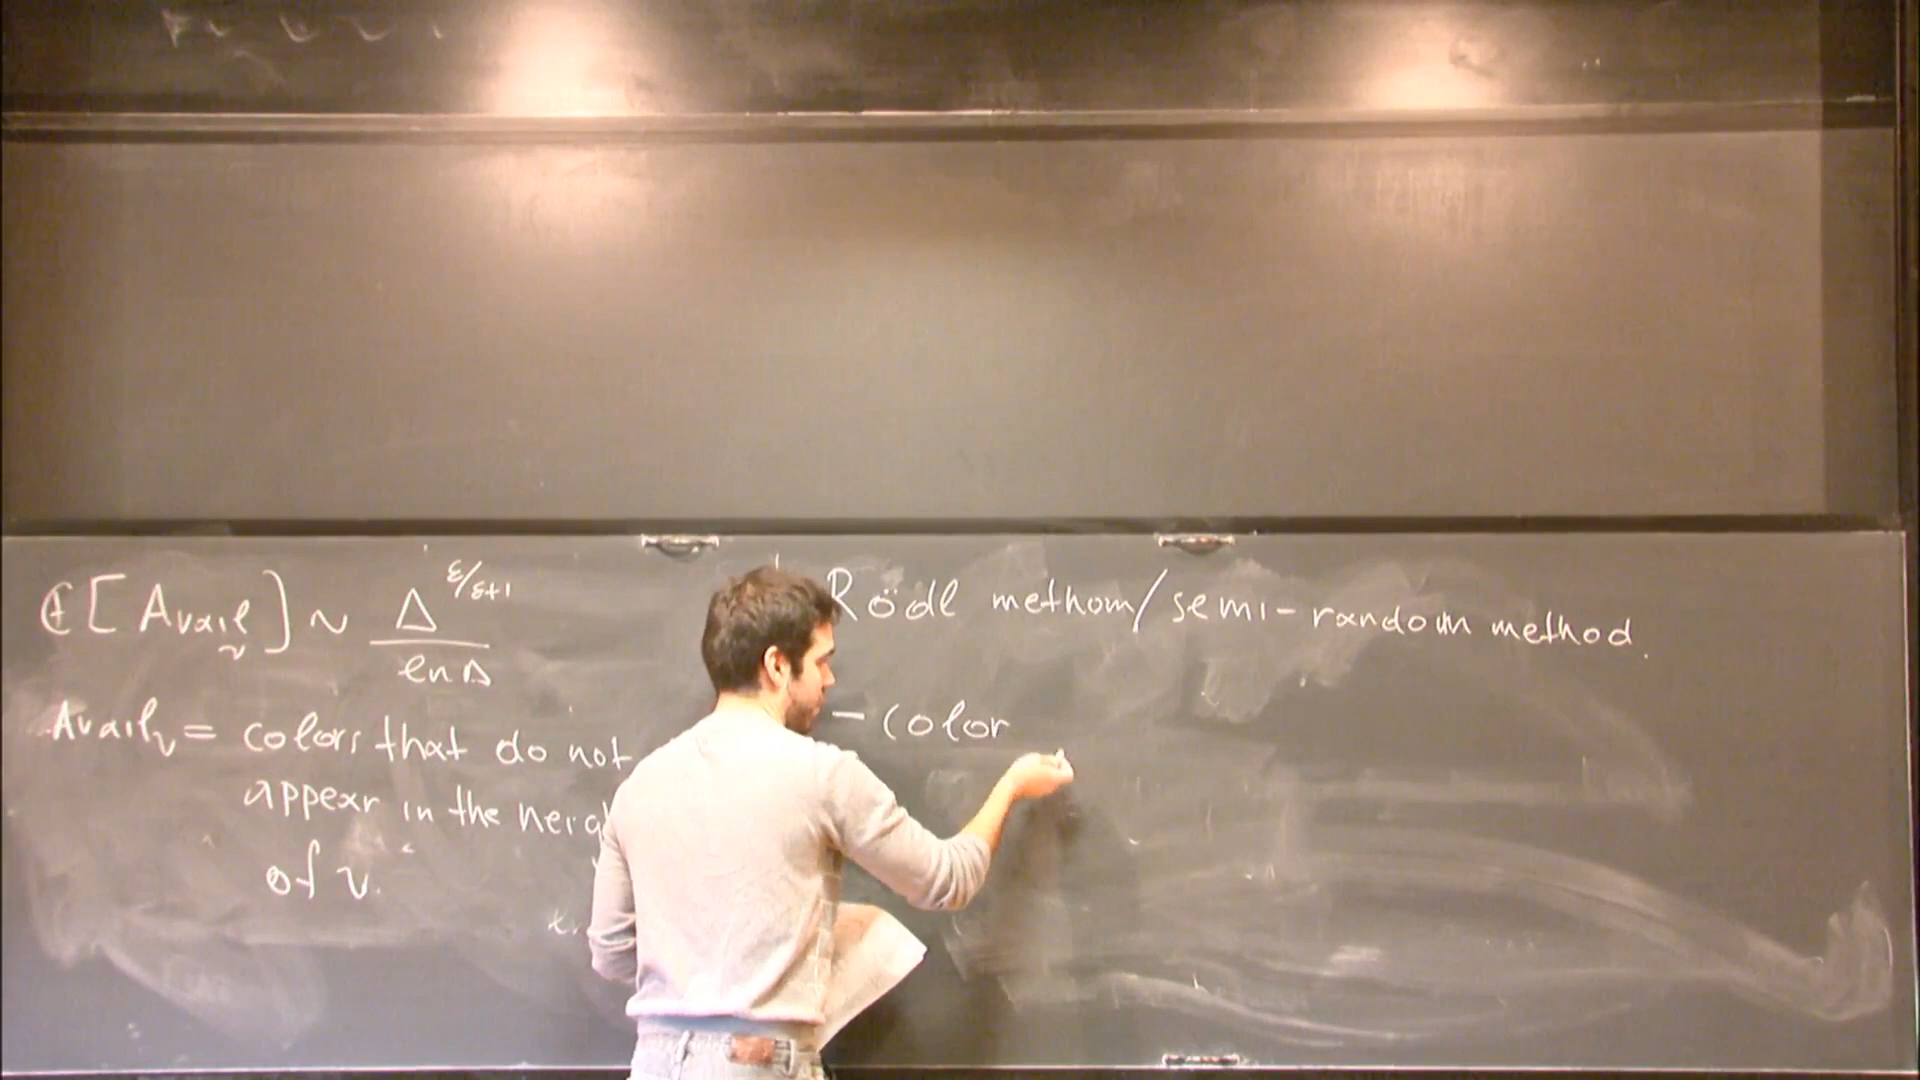 E[Avail_v] ~ Δ^{ε/ε+1} / ln Δ
Avail_v = colors that do not
appear in the neig
of v.
Rödl methom/semi-random method.
- Color